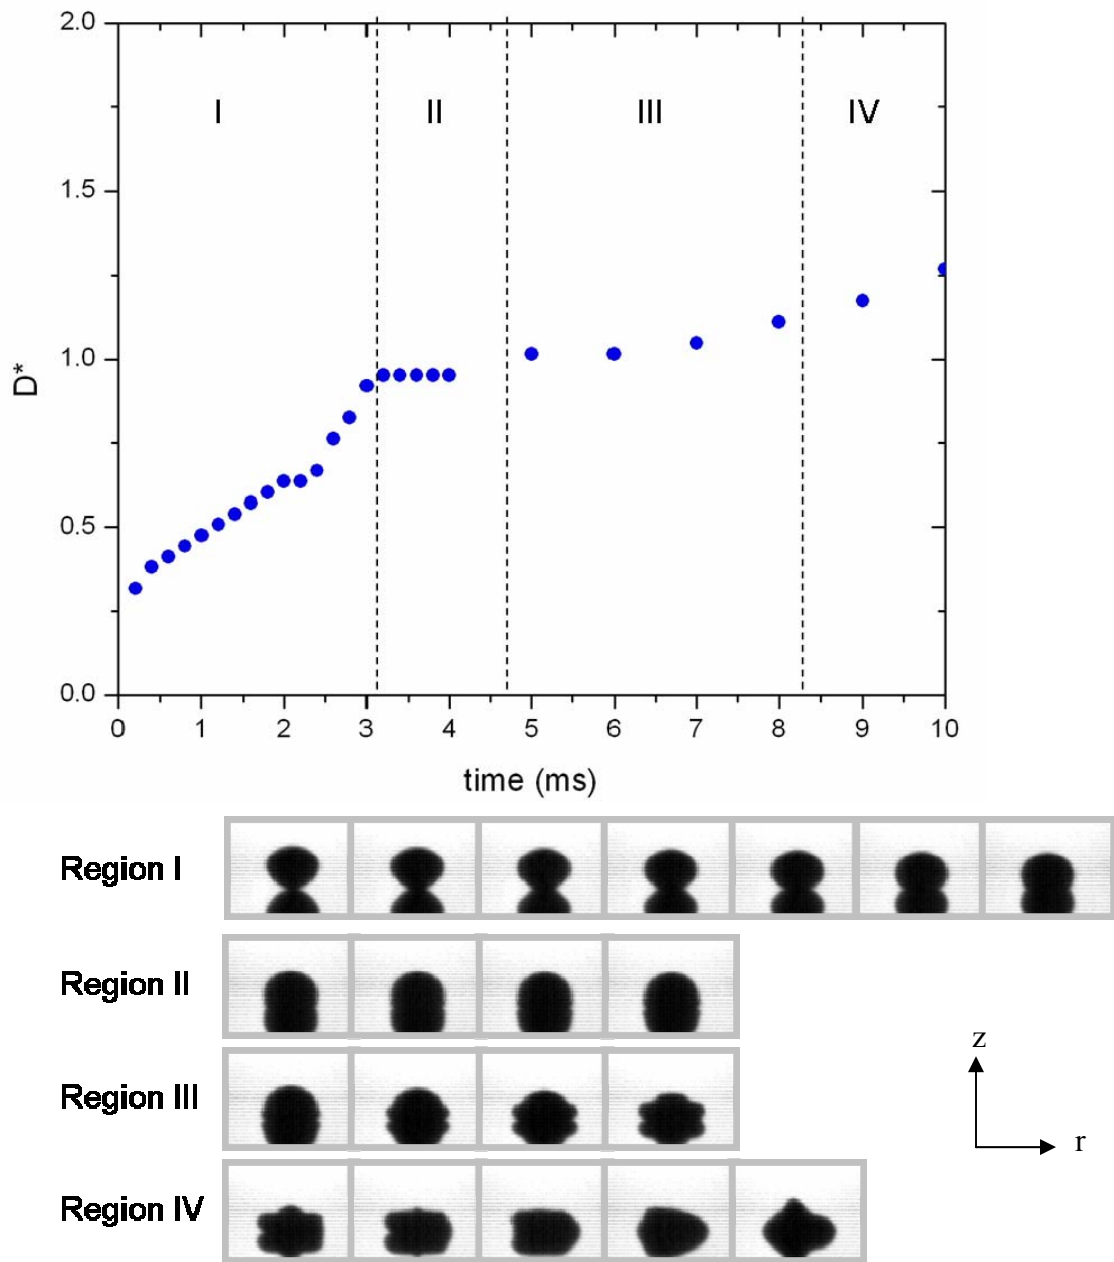 2.0
I II III IV
1.5
D*
1.0
0.5
0.0
0 1 2 3 4 5 6 7 8 9 10
time (ms)
Region I
Region II
z
Region III
r
Region IV